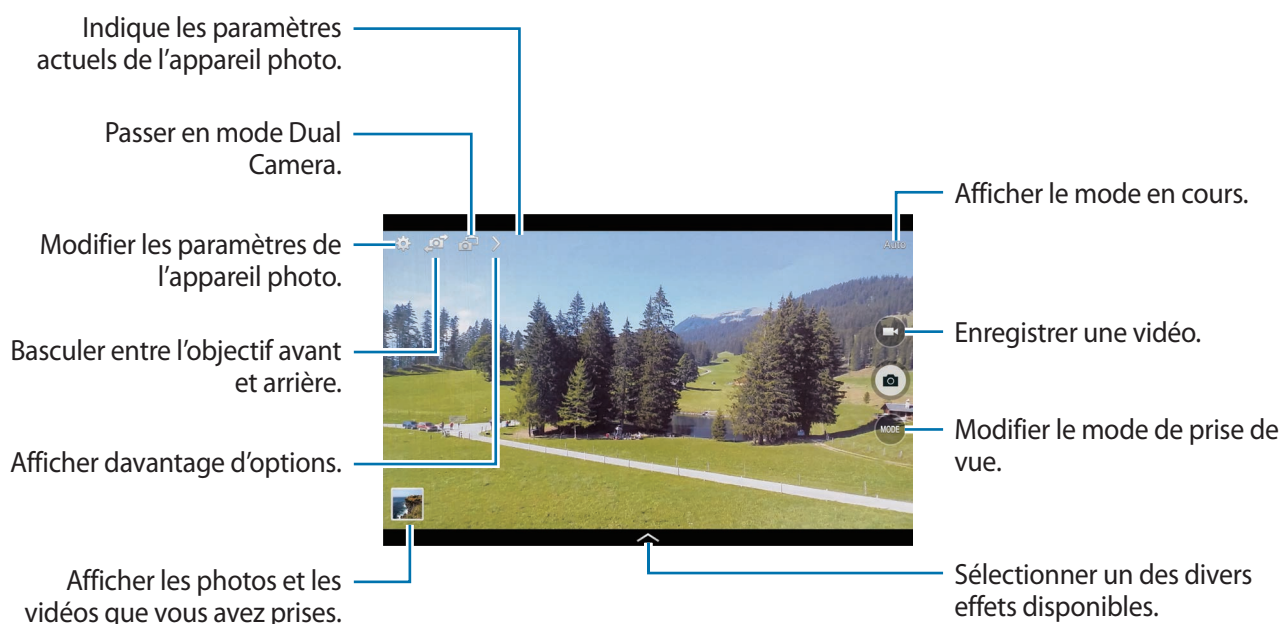 Indique les paramètres
actuels de l’appareil photo.
Passer en mode Dual
Camera.
Modifier les paramètres de
l’appareil photo.
Basculer entre l’objectif avant
et arrière.
Afficher davantage d’options.
Afficher les photos et les
vidéos que vous avez prises.
Auto
MODE
Afficher le mode en cours.
Enregistrer une vidéo.
Modifier le mode de prise de
vue.
Sélectionner un des divers
effets disponibles.